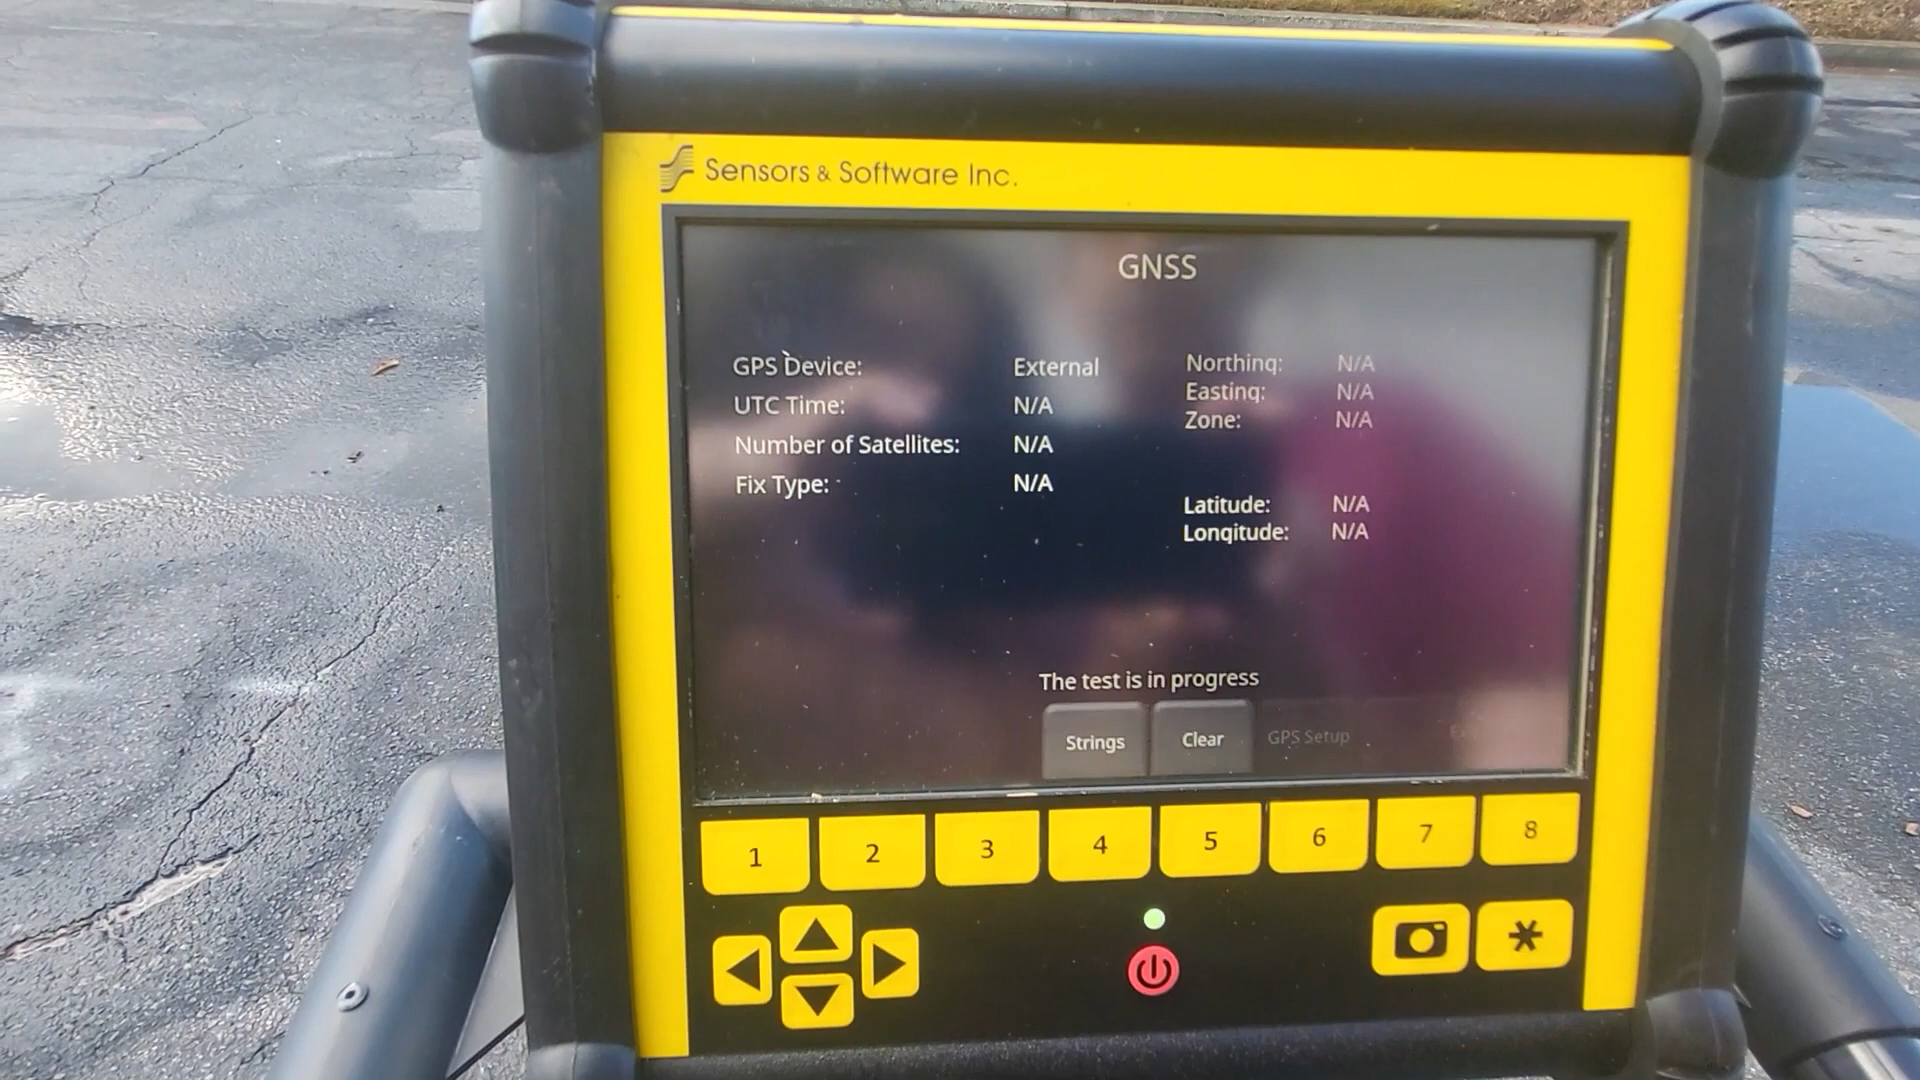 Sensors & Software Inc.
GNSS
GPS Device: External
UTC Time: N/A
Number of Satellites: N/A
Fix Type: N/A
Northing: N/A
Easting: N/A
Zone: N/A
Latitude: N/A
Longitude: N/A
The test is in progress
Strings Clear GPS Setup
1 2 3 4 5 6 7 8